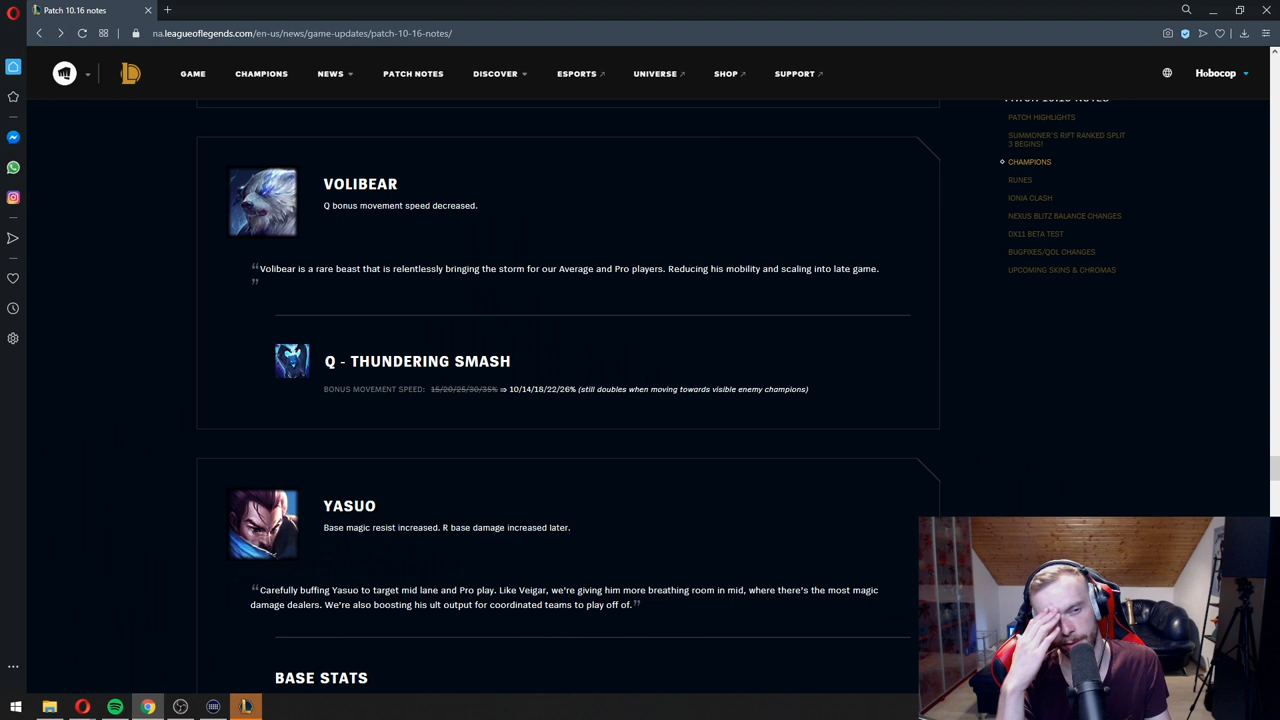 Patch 10.16 notes
na.leagueoflegends.com/en-us/news/game-updates/patch-10-16-notes/
GAME
CHAMPIONS
NEWS
PATCH NOTES
DISCOVER
ESPORTS
UNIVERSE
SHOP
SUPPORT
Hobocop
PATCH 10.16 NOTES
PATCH HIGHLIGHTS
SUMMONER'S RIFT RANKED SPLIT
3 BEGINS!
CHAMPIONS
RUNES
IONIA CLASH
NEXUS BLITZ BALANCE CHANGES
DX11 BETA TEST
BUGFIXES/QOL CHANGES
UPCOMING SKINS & CHROMAS
VOLIBEAR
Q bonus movement speed decreased.
“Volibear is a rare beast that is relentlessly bringing the storm for our Average and Pro players. Reducing his mobility and scaling into late game.
”
Q - THUNDERING SMASH
BONUS MOVEMENT SPEED: 15/20/25/30/35% ⇒ 10/14/18/22/26% (still doubles when moving towards visible enemy champions)
YASUO
Base magic resist increased. R base damage increased later.
“Carefully buffing Yasuo to target mid lane and Pro play. Like Veigar, we're giving him more breathing room in mid, where there's the most magic
damage dealers. We're also boosting his ult output for coordinated teams to play off of.”
BASE STATS